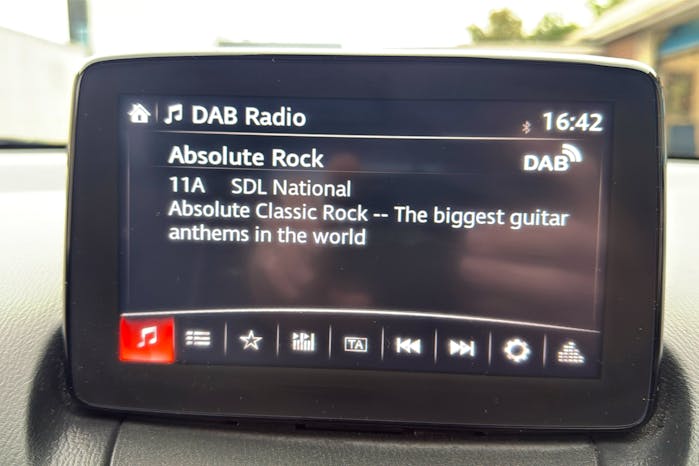 DAB Radio
16:42
Absolute Rock
DAB
11A SDL National
Absolute Classic Rock -- The biggest guitar
anthems in the world
TA